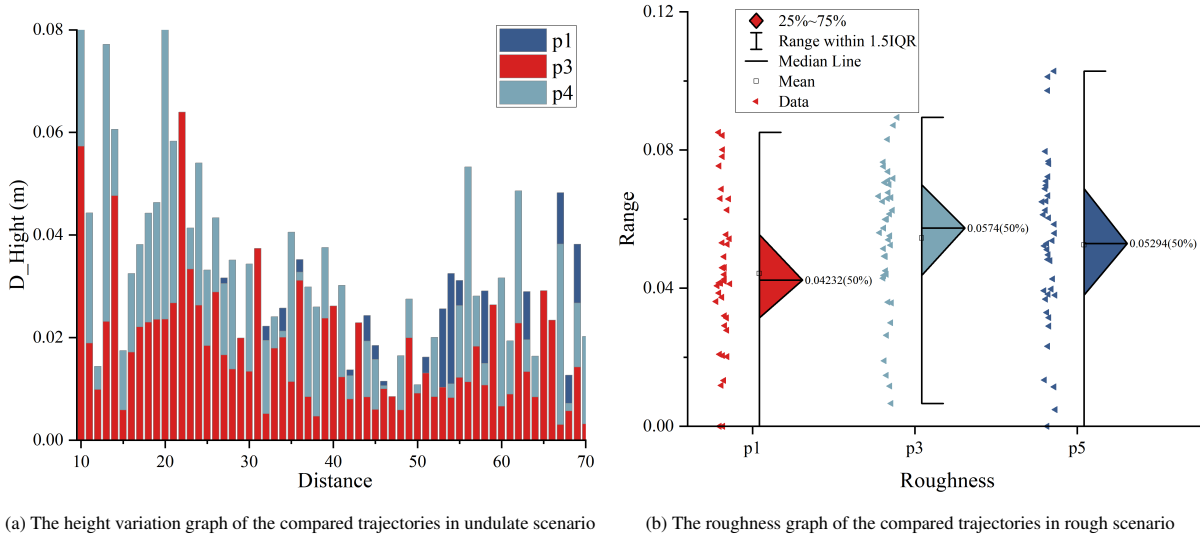 0.08
0.06
0.04
0.02
0.00
D_Hight (m)
p1
p3
p4
10
20
30
40
50
60
70
Distance
(a) The height variation graph of the compared trajectories in undulate scenario
0.12
0.08
0.04
0.00
Range
25%~75%
Range within 1.5IQR
Median Line
Mean
Data
0.04232(50%)
0.0574(50%)
0.05294(50%)
p1
p3
p5
Roughness
(b) The roughness graph of the compared trajectories in rough scenario